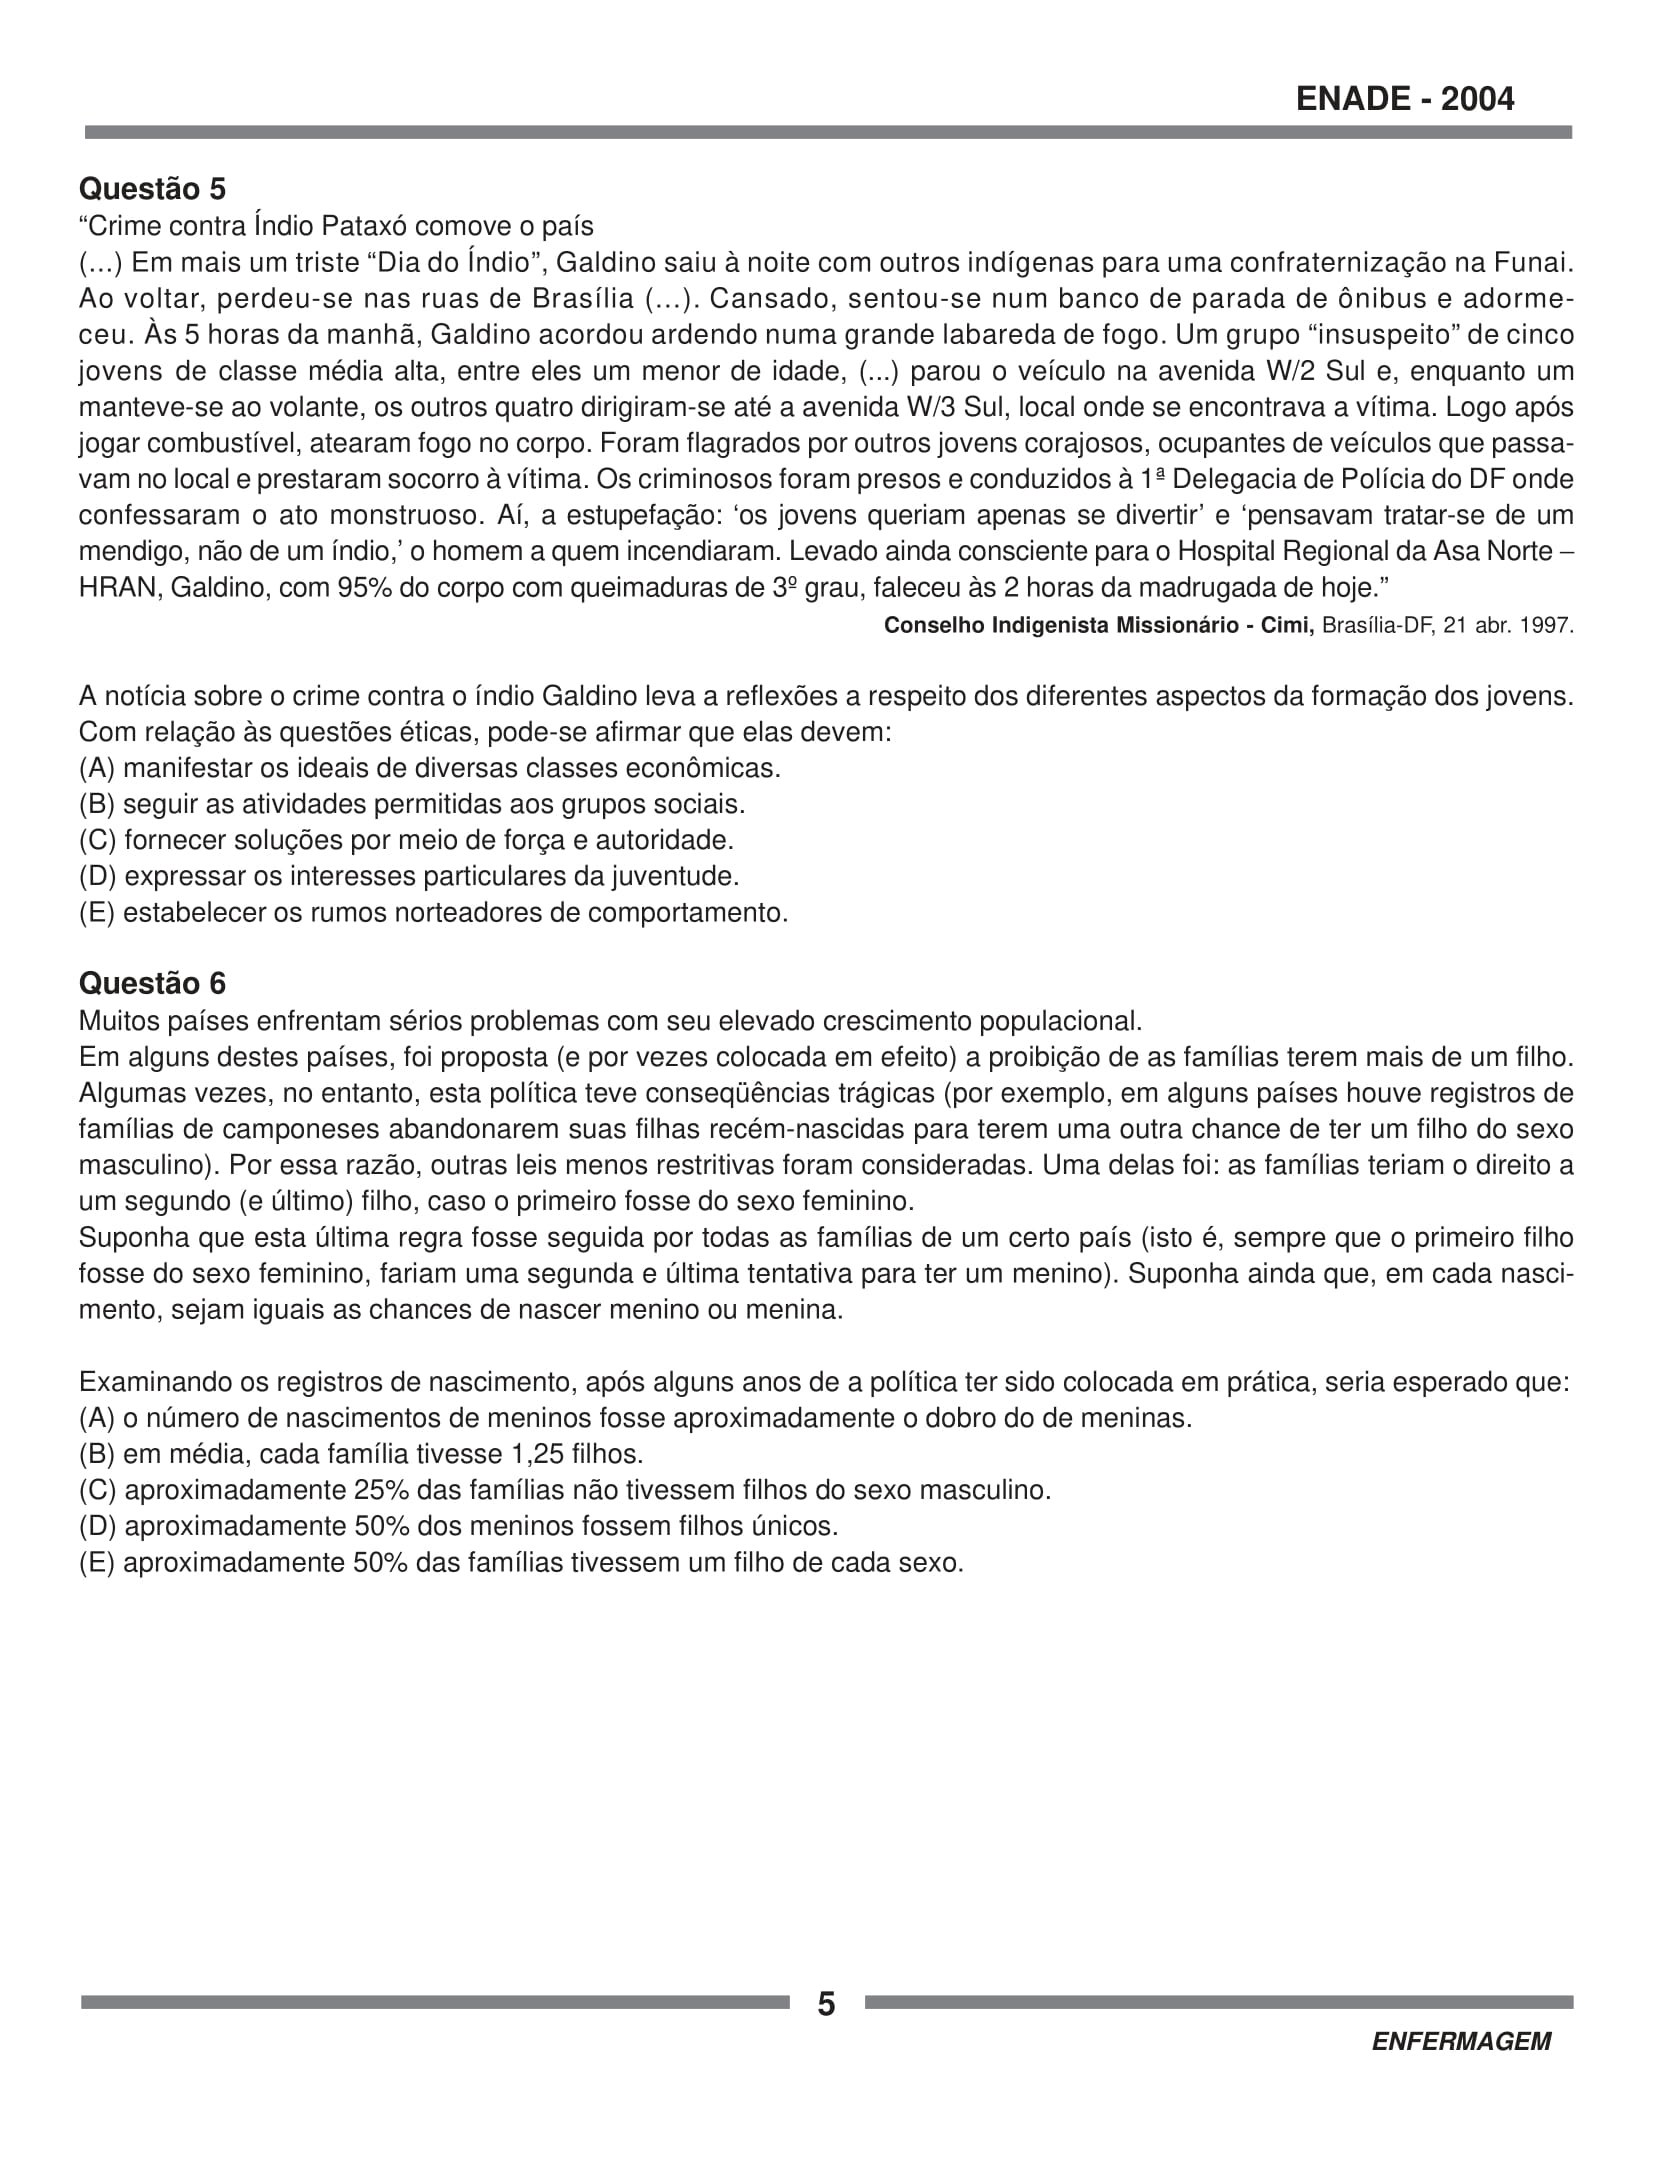 ENADE - 2004
Questão 5
“Crime contra Índio Pataxó comove o país
(...) Em mais um triste “Dia do Índio”, Galdino saiu à noite com outros indígenas para uma confraternização na Funai.
Ao voltar, perdeu-se nas ruas de Brasília (...). Cansado, sentou-se num banco de parada de ônibus e adorme-
ceu. Às 5 horas da manhã, Galdino acordou ardendo numa grande labareda de fogo. Um grupo “insuspeito” de cinco
jovens de classe média alta, entre eles um menor de idade, (...) parou o veículo na avenida W/2 Sul e, enquanto um
manteve-se ao volante, os outros quatro dirigiram-se até a avenida W/3 Sul, local onde se encontrava a vítima. Logo após
jogar combustível, atearam fogo no corpo. Foram flagrados por outros jovens corajosos, ocupantes de veículos que passa-
vam no local e prestaram socorro à vítima. Os criminosos foram presos e conduzidos à 1ª Delegacia de Polícia do DF onde
confessaram o ato monstruoso. Aí, a estupefação: ‘os jovens queriam apenas se divertir’ e ‘pensavam tratar-se de um
mendigo, não de um índio,’ o homem a quem incendiaram. Levado ainda consciente para o Hospital Regional da Asa Norte –
HRAN, Galdino, com 95% do corpo com queimaduras de 3º grau, faleceu às 2 horas da madrugada de hoje.”
Conselho Indigenista Missionário - Cimi, Brasília-DF, 21 abr. 1997.
A notícia sobre o crime contra o índio Galdino leva a reflexões a respeito dos diferentes aspectos da formação dos jovens.
Com relação às questões éticas, pode-se afirmar que elas devem:
(A) manifestar os ideais de diversas classes econômicas.
(B) seguir as atividades permitidas aos grupos sociais.
(C) fornecer soluções por meio de força e autoridade.
(D) expressar os interesses particulares da juventude.
(E) estabelecer os rumos norteadores de comportamento.
Questão 6
Muitos países enfrentam sérios problemas com seu elevado crescimento populacional.
Em alguns destes países, foi proposta (e por vezes colocada em efeito) a proibição de as famílias terem mais de um filho.
Algumas vezes, no entanto, esta política teve conseqüências trágicas (por exemplo, em alguns países houve registros de
famílias de camponeses abandonarem suas filhas recém-nascidas para terem uma outra chance de ter um filho do sexo
masculino). Por essa razão, outras leis menos restritivas foram consideradas. Uma delas foi: as famílias teriam o direito a
um segundo (e último) filho, caso o primeiro fosse do sexo feminino.
Suponha que esta última regra fosse seguida por todas as famílias de um certo país (isto é, sempre que o primeiro filho
fosse do sexo feminino, fariam uma segunda e última tentativa para ter um menino). Suponha ainda que, em cada nasci-
mento, sejam iguais as chances de nascer menino ou menina.
Examinando os registros de nascimento, após alguns anos de a política ter sido colocada em prática, seria esperado que:
(A) o número de nascimentos de meninos fosse aproximadamente o dobro do de meninas.
(B) em média, cada família tivesse 1,25 filhos.
(C) aproximadamente 25% das famílias não tivessem filhos do sexo masculino.
(D) aproximadamente 50% dos meninos fossem filhos únicos.
(E) aproximadamente 50% das famílias tivessem um filho de cada sexo.
5
ENFERMAGEM